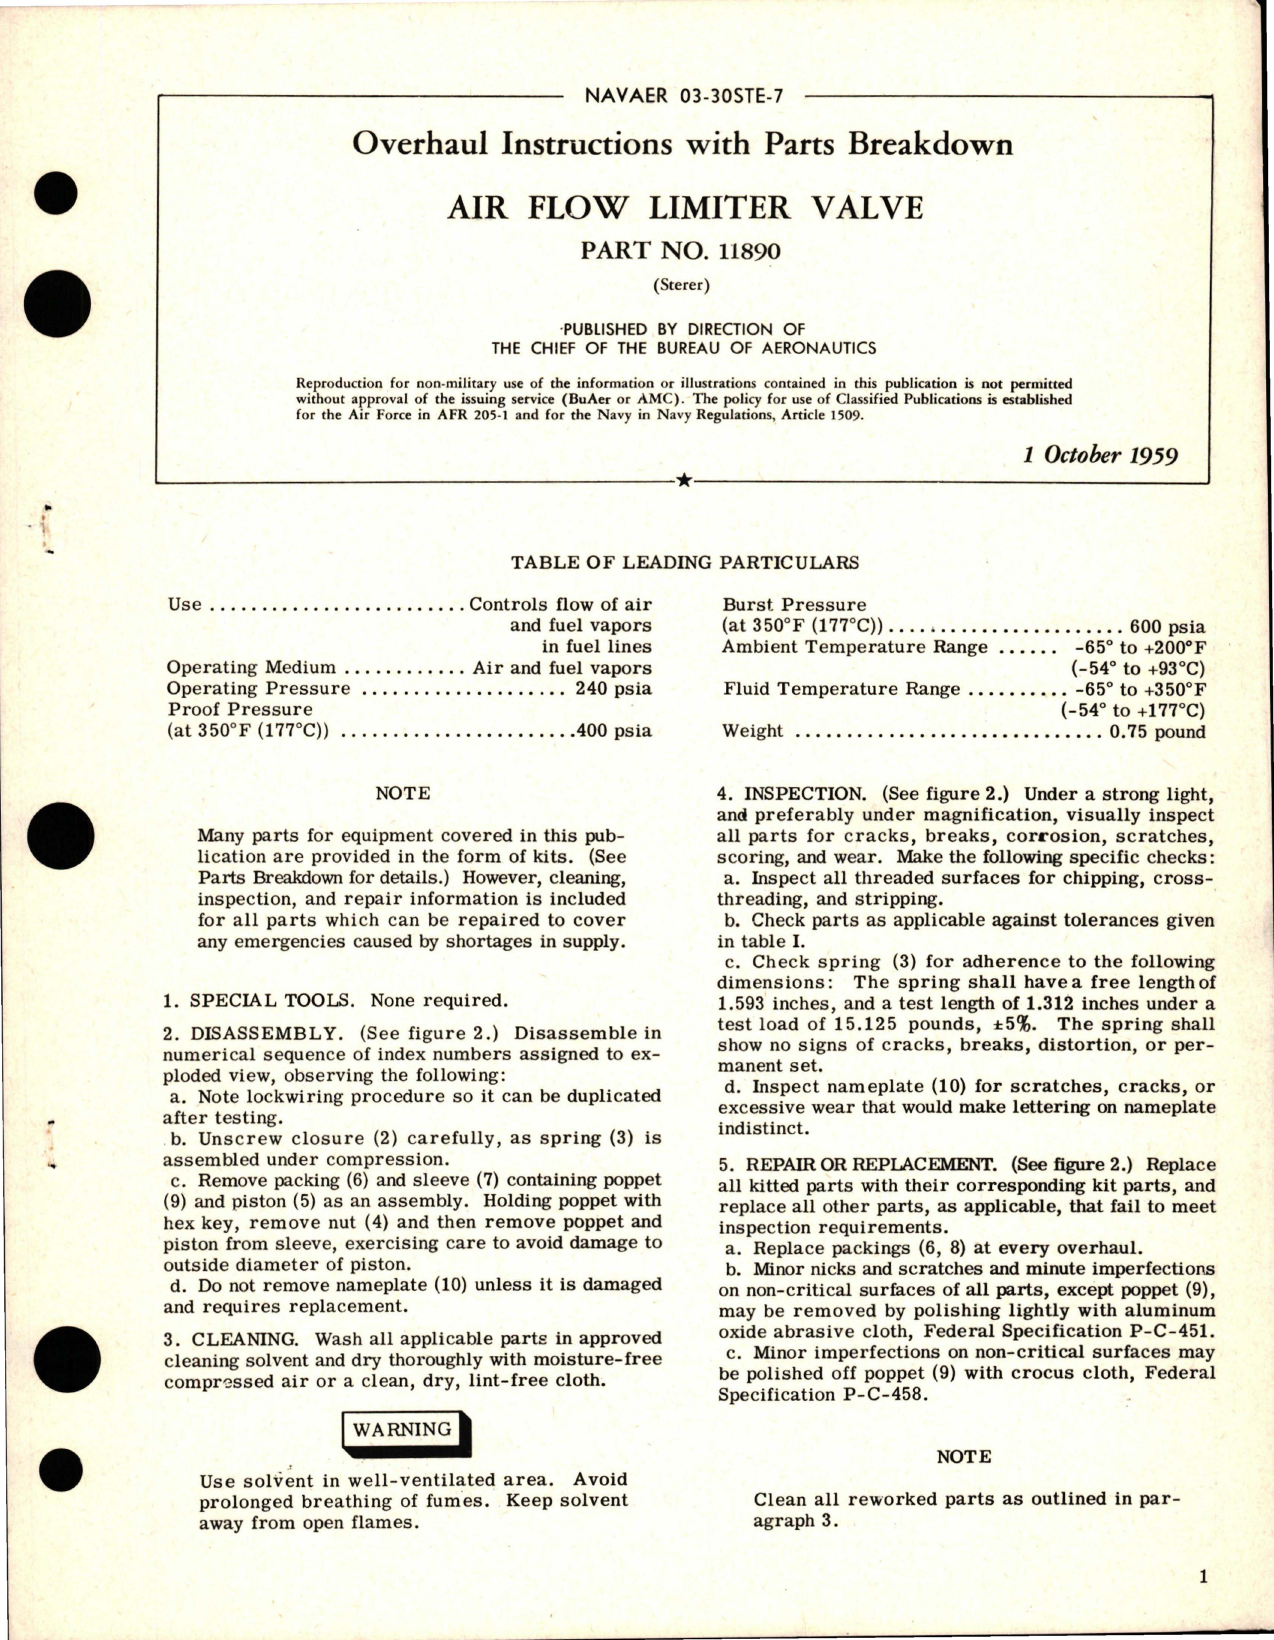 NAVAER 03-30STE-7
Overhaul Instructions with Parts Breakdown
AIR FLOW LIMITER VALVE
PART NO. 11890
(Sterer)
PUBLISHED BY DIRECTION OF
THE CHIEF OF THE BUREAU OF AERONAUTICS
Reproduction for non-military use of the information or illustrations contained in this publication is not permitted
without approval of the issuing service (BuAer or AMC). The policy for use of Classified Publications is established
for the Air Force in AFR 205-1 and for the Navy in Navy Regulations, Article 1509.
1 October 1959
TABLE OF LEADING PARTICULARS
Use ......................... Controls flow of air
and fuel vapors
in fuel lines
Operating Medium ............ Air and fuel vapors
Operating Pressure .................... 240 psia
Proof Pressure
(at 350°F (177°C)) .......................400 psia
Burst Pressure
(at 350°F (177°C)) ....................... 600 psia
Ambient Temperature Range ...... -65° to +200°F
(-54° to +93°C)
Fluid Temperature Range .......... -65° to +350°F
(-54° to +177°C)
Weight .............................. 0.75 pound
NOTE
Many parts for equipment covered in this pub-
lication are provided in the form of kits. (See
Parts Breakdown for details.) However, cleaning,
inspection, and repair information is included
for all parts which can be repaired to cover
any emergencies caused by shortages in supply.
1. SPECIAL TOOLS. None required.
2. DISASSEMBLY. (See figure 2.) Disassemble in
numerical sequence of index numbers assigned to ex-
ploded view, observing the following:
a. Note lockwiring procedure so it can be duplicated
after testing.
b. Unscrew closure (2) carefully, as spring (3) is
assembled under compression.
c. Remove packing (6) and sleeve (7) containing poppet
(9) and piston (5) as an assembly. Holding poppet with
hex key, remove nut (4) and then remove poppet and
piston from sleeve, exercising care to avoid damage to
outside diameter of piston.
d. Do not remove nameplate (10) unless it is damaged
and requires replacement.
3. CLEANING. Wash all applicable parts in approved
cleaning solvent and dry thoroughly with moisture-free
compressed air or a clean, dry, lint-free cloth.
WARNING
Use solvent in well-ventilated area. Avoid
prolonged breathing of fumes. Keep solvent
away from open flames.
4. INSPECTION. (See figure 2.) Under a strong light,
and preferably under magnification, visually inspect
all parts for cracks, breaks, corrosion, scratches,
scoring, and wear. Make the following specific checks:
a. Inspect all threaded surfaces for chipping, cross-
threading, and stripping.
b. Check parts as applicable against tolerances given
in table I.
c. Check spring (3) for adherence to the following
dimensions: The spring shall have a free length of
1.593 inches, and a test length of 1.312 inches under a
test load of 15.125 pounds, ±5%. The spring shall
show no signs of cracks, breaks, distortion, or per-
manent set.
d. Inspect nameplate (10) for scratches, cracks, or
excessive wear that would make lettering on nameplate
indistinct.
5. REPAIR OR REPLACEMENT. (See figure 2.) Replace
all kitted parts with their corresponding kit parts, and
replace all other parts, as applicable, that fail to meet
inspection requirements.
a. Replace packings (6, 8) at every overhaul.
b. Minor nicks and scratches and minute imperfections
on non-critical surfaces of all parts, except poppet (9),
may be removed by polishing lightly with aluminum
oxide abrasive cloth, Federal Specification P-C-451.
c. Minor imperfections on non-critical surfaces may
be polished off poppet (9) with crocus cloth, Federal
Specification P-C-458.
NOTE
Clean all reworked parts as outlined in par-
agraph 3.
1